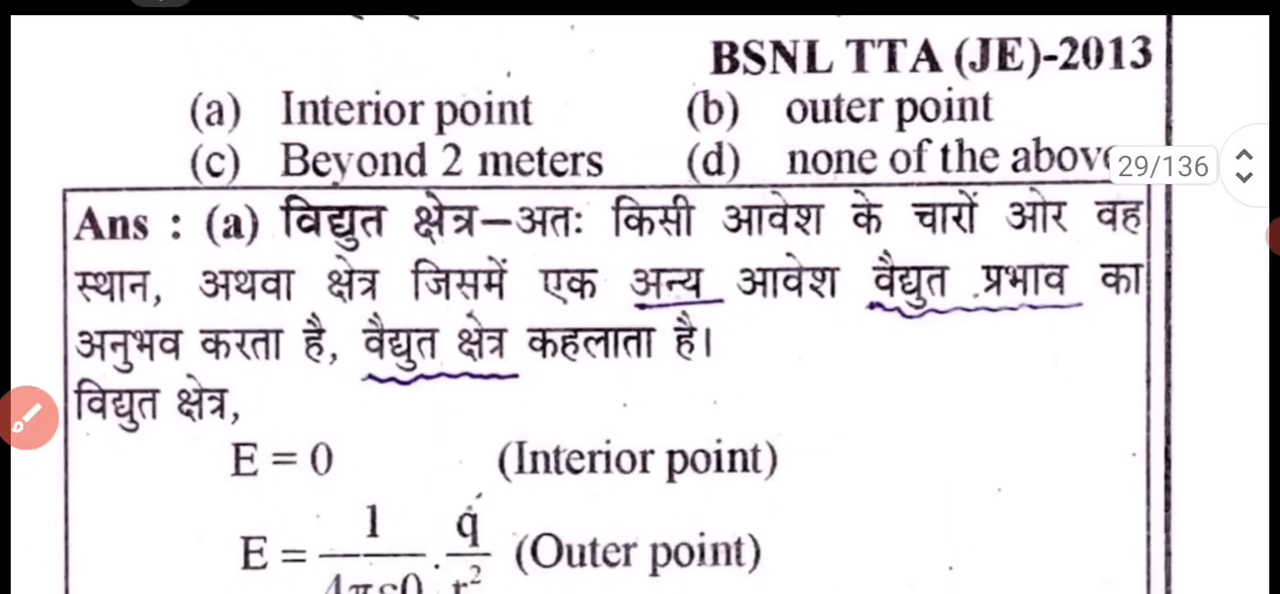 BSNL TTA (JE)-2013
(a) Interior point (b) outer point
(c) Beyond 2 meters (d) none of the above
29/136
Ans : (a) विद्युत क्षेत्र–अतः किसी आवेश के चारों ओर वह
स्थान, अथवा क्षेत्र जिसमें एक अन्य आवेश वैद्युत प्रभाव का
अनुभव करता है, वैद्युत क्षेत्र कहलाता है।
विद्युत क्षेत्र,
E = 0 (Interior point)
E = 1/4πε0 . q/r² (Outer point)